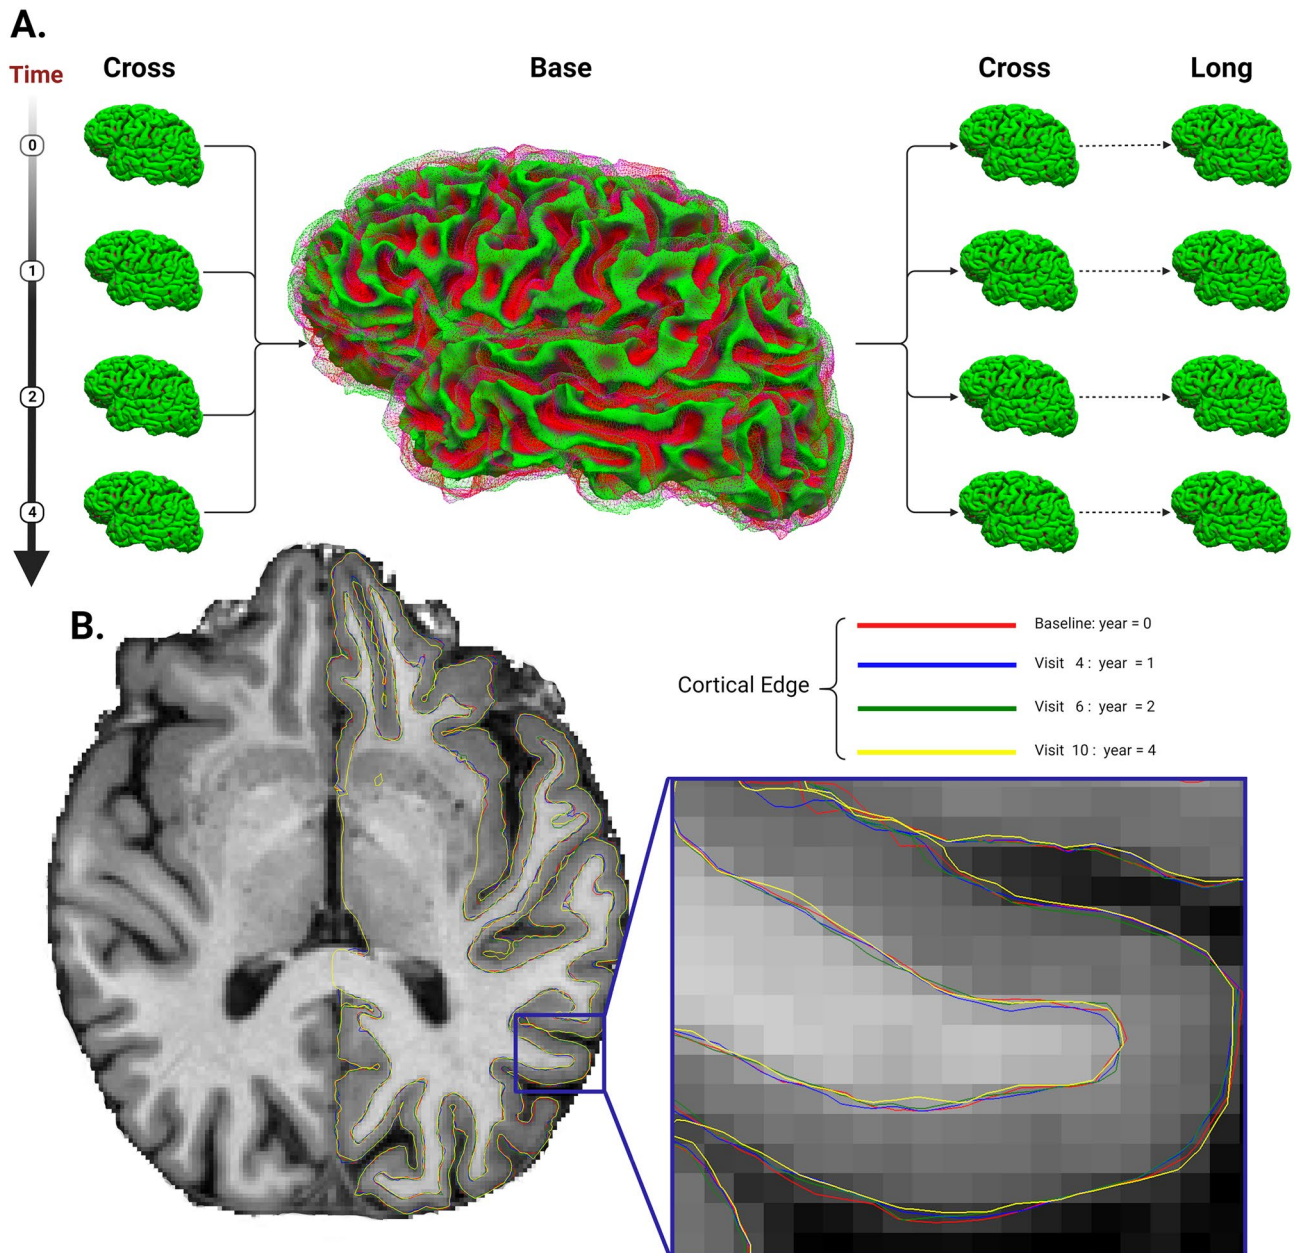 A.
Time
Cross
Base
Cross
Long
0
1
2
4
B.
Cortical Edge
Baseline: year = 0
Visit 4 : year = 1
Visit 6 : year = 2
Visit 10 : year = 4